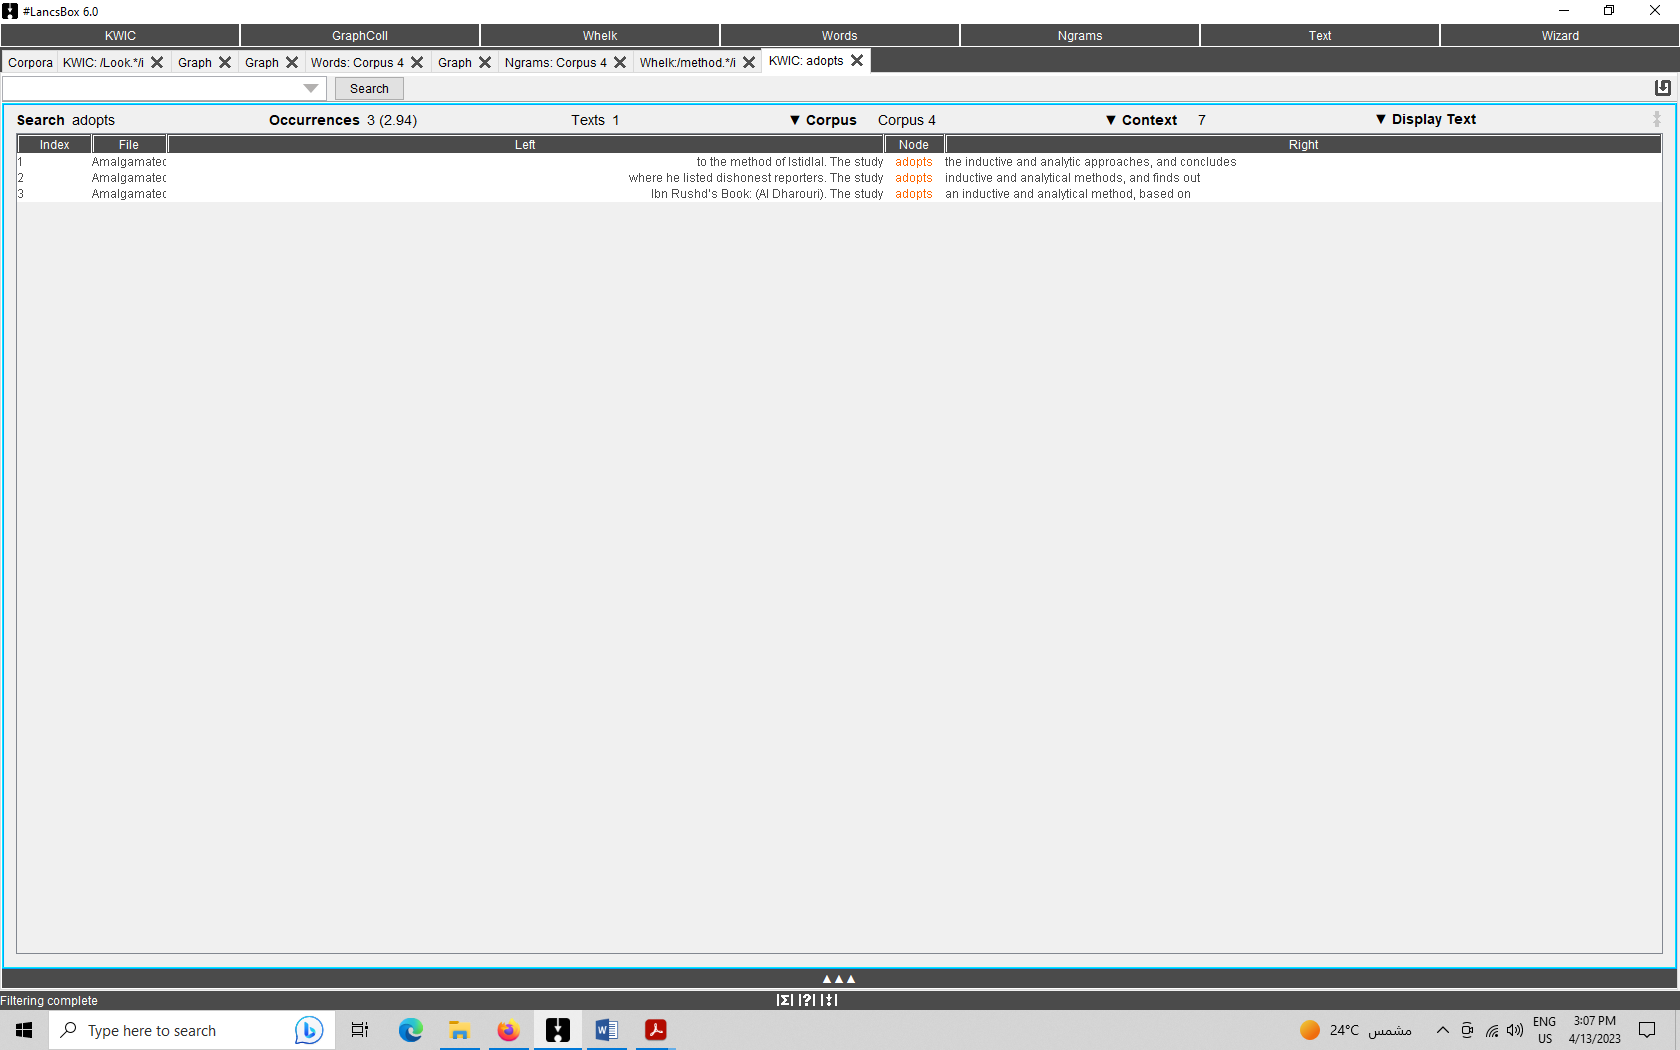 #LancsBox 6.0
KWIC GraphColl Whelk Words Ngrams Text Wizard
Corpora KWIC: /Look.*/i Graph Graph Words: Corpus 4 Graph Ngrams: Corpus 4 Whelk:/method.*/i KWIC: adopts
Search
Search adopts Occurrences 3 (2.94) Texts 1 ▼ Corpus Corpus 4 ▼ Context 7 ▼ Display Text
Index File Left Node Right
1 Amalgamated to the method of Istidlal. The study adopts the inductive and analytic approaches, and concludes
2 Amalgamated where he listed dishonest reporters. The study adopts inductive and analytical methods, and finds out
3 Amalgamated Ibn Rushd's Book: (Al Dharouri). The study adopts an inductive and analytical method, based on
▲▲▲
Filtering complete |Σ| |?| |‡|
Type here to search 24°C مشمس ENG 3:07 PM
US 4/13/2023